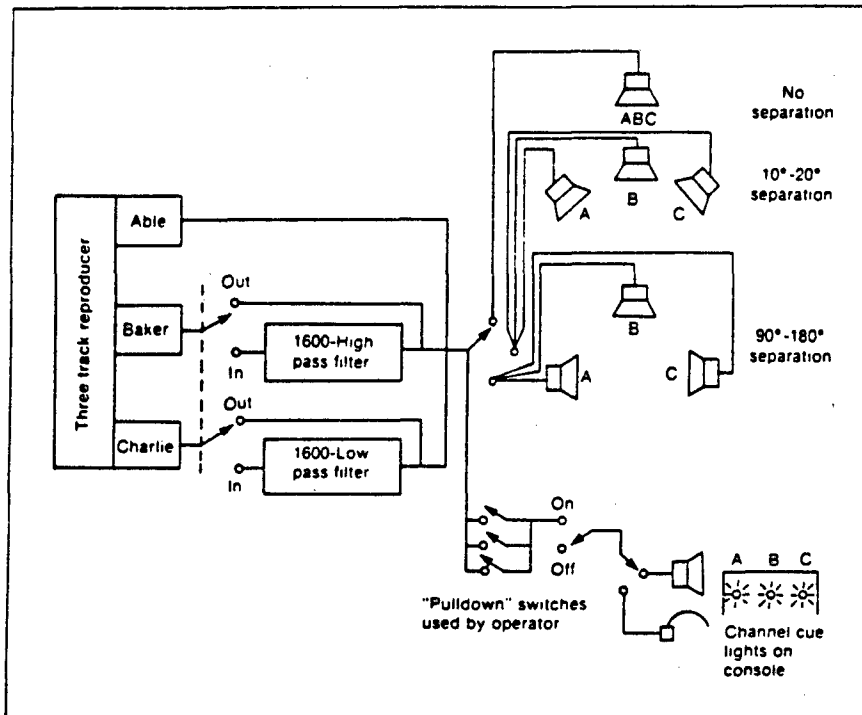 No
separation
ABC
10°-20°
separation
A
B
C
Three track reproducer
Able
Baker
Charlie
Out
In
1600-High
pass filter
Out
In
1600-Low
pass filter
B
90°-180°
separation
A
C
On
Off
"Pulldown" switches
used by operator
A B C
Channel cue
lights on
console